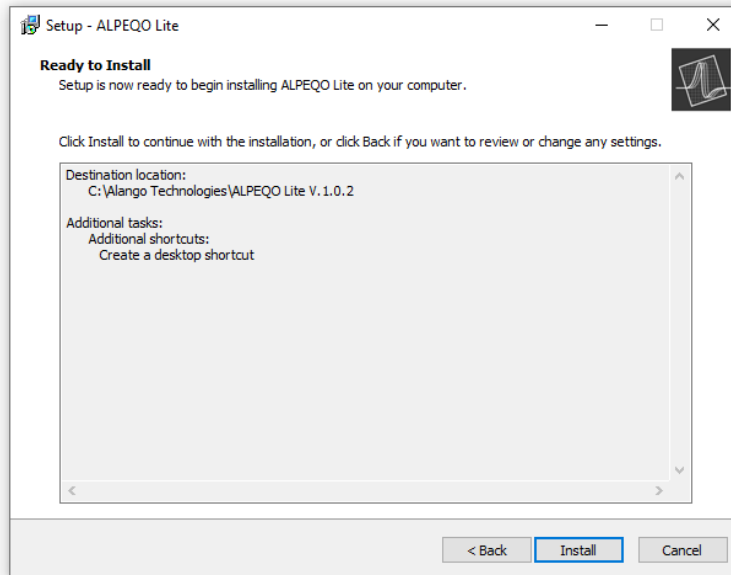 Setup - ALPEQO Lite
Ready to Install
Setup is now ready to begin installing ALPEQO Lite on your computer.
Click Install to continue with the installation, or click Back if you want to review or change any settings.
Destination location:
C:\Alango Technologies\ALPEQO Lite V.1.0.2
Additional tasks:
Additional shortcuts:
Create a desktop shortcut
< Back
Install
Cancel